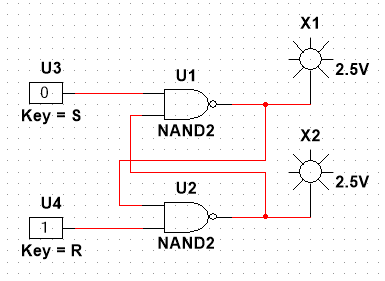 X1
2.5V
U3
0
Key = S
U1
NAND2
X2
2.5V
U4
1
Key = R
U2
NAND2